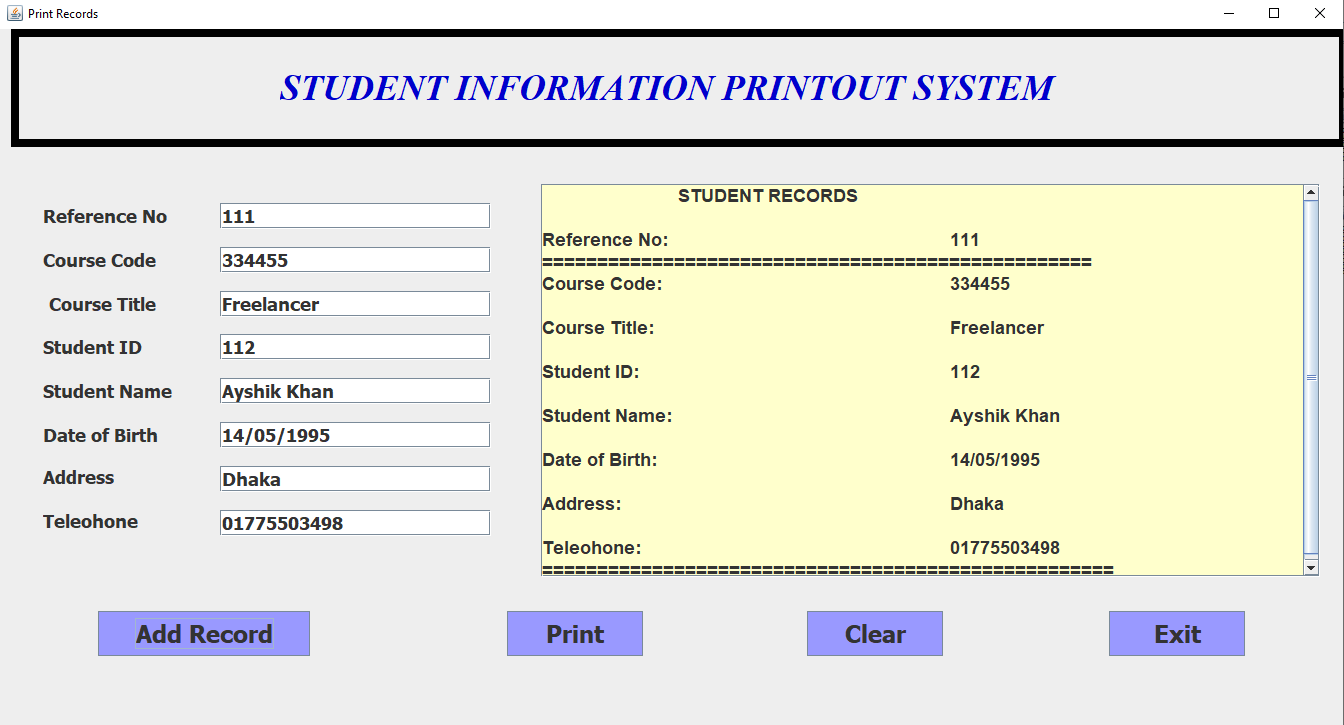 Print Records
STUDENT INFORMATION PRINTOUT SYSTEM
Reference No 111
Course Code 334455
Course Title Freelancer
Student ID 112
Student Name Ayshik Khan
Date of Birth 14/05/1995
Address Dhaka
Teleohone 01775503498
STUDENT RECORDS
Reference No: 111
==================================================
Course Code: 334455
Course Title: Freelancer
Student ID: 112
Student Name: Ayshik Khan
Date of Birth: 14/05/1995
Address: Dhaka
Teleohone: 01775503498
====================================================
Add Record Print Clear Exit